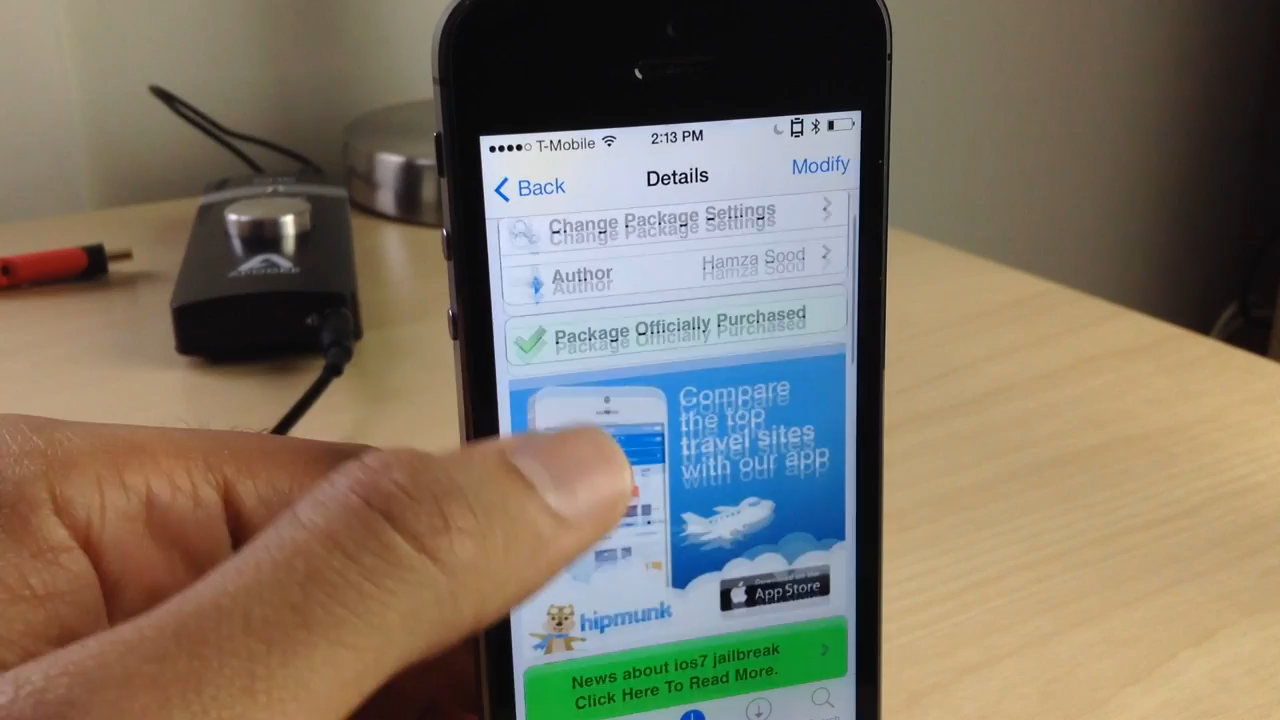 T-Mobile 2:13 PM
Back Details Modify
Change Package Settings
Author Hamza Sood
Package Officially Purchased
Compare
the top
travel sites
with our app
App Store
hipmunk
News about ios7 jailbreak
Click Here To Read More.
APOGEE